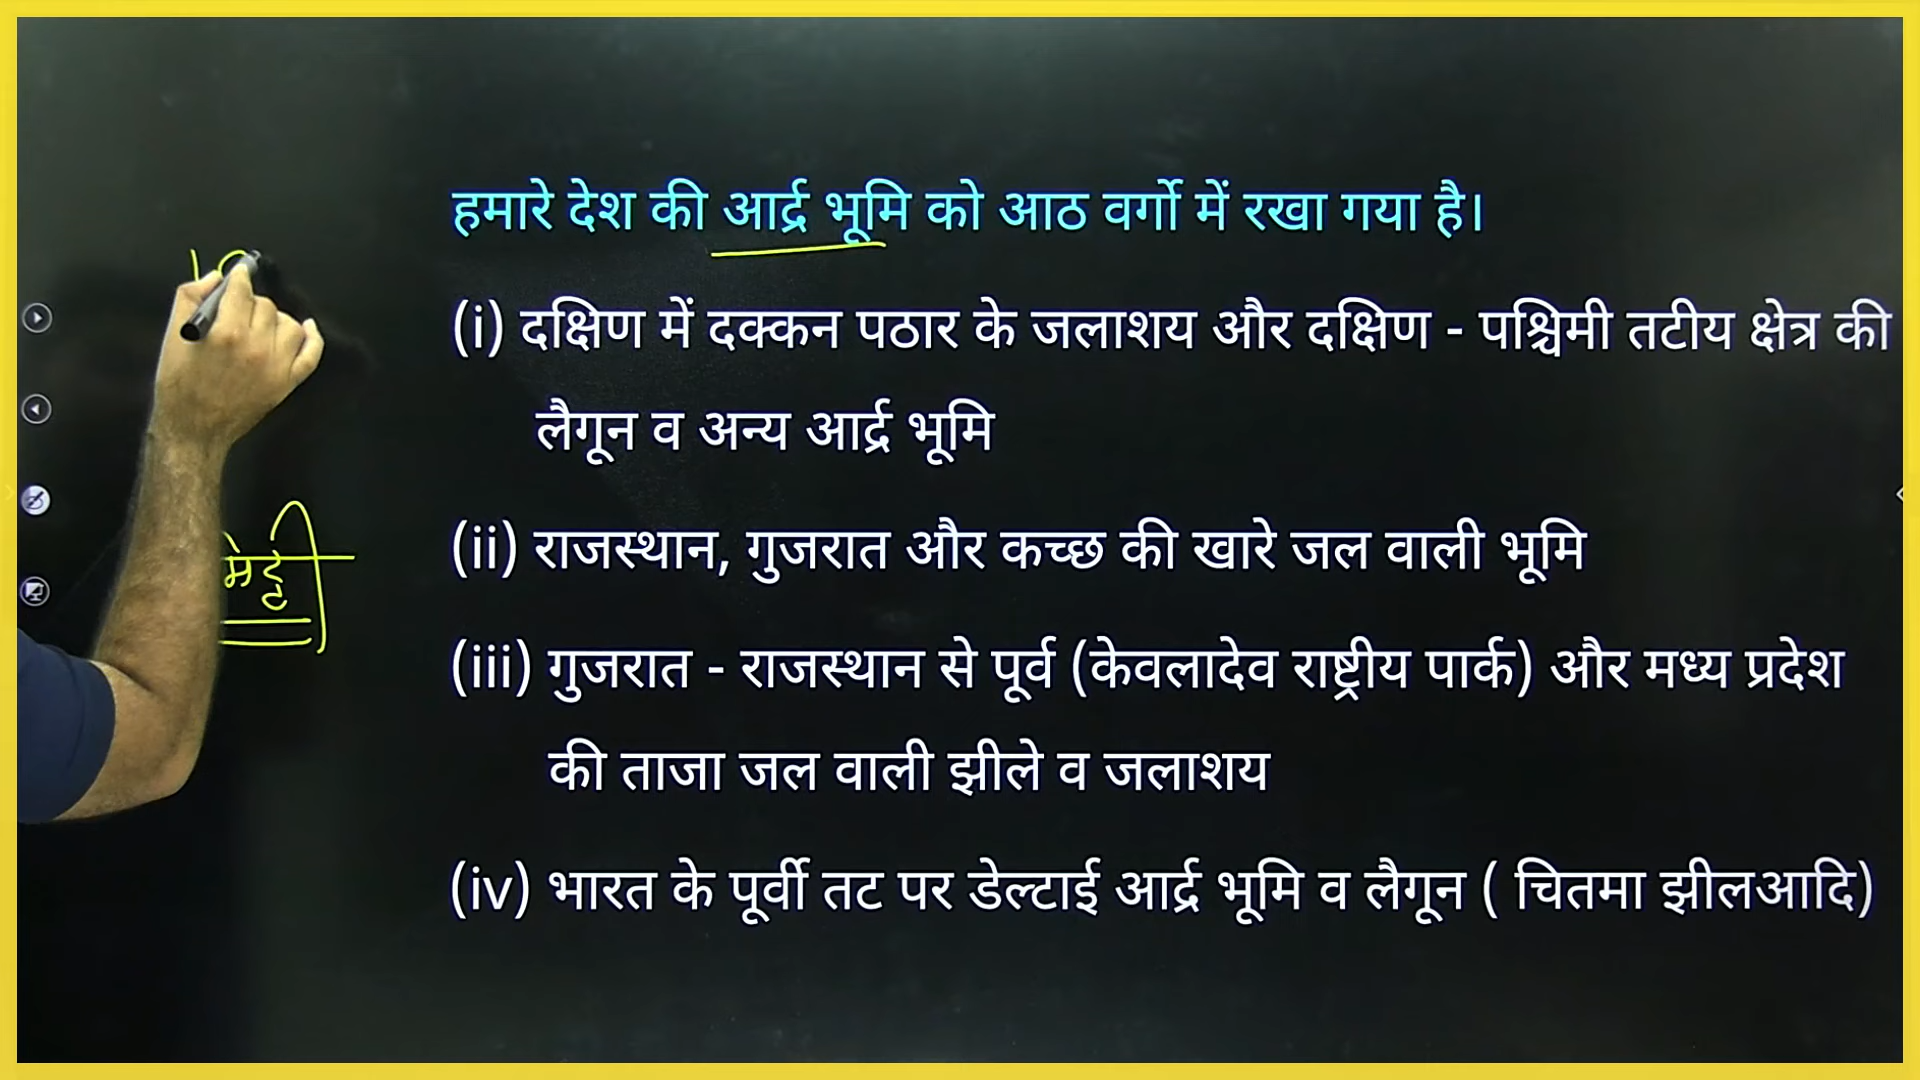 हमारे देश की आर्द्र भूमि को आठ वर्गो में रखा गया है।
(i) दक्षिण में दक्कन पठार के जलाशय और दक्षिण - पश्चिमी तटीय क्षेत्र की
लैगून व अन्य आर्द्र भूमि
(ii) राजस्थान, गुजरात और कच्छ की खारे जल वाली भूमि
(iii) गुजरात - राजस्थान से पूर्व (केवलादेव राष्ट्रीय पार्क) और मध्य प्रदेश
की ताजा जल वाली झीले व जलाशय
(iv) भारत के पूर्वी तट पर डेल्टाई आर्द्र भूमि व लैगून ( चितमा झीलआदि)